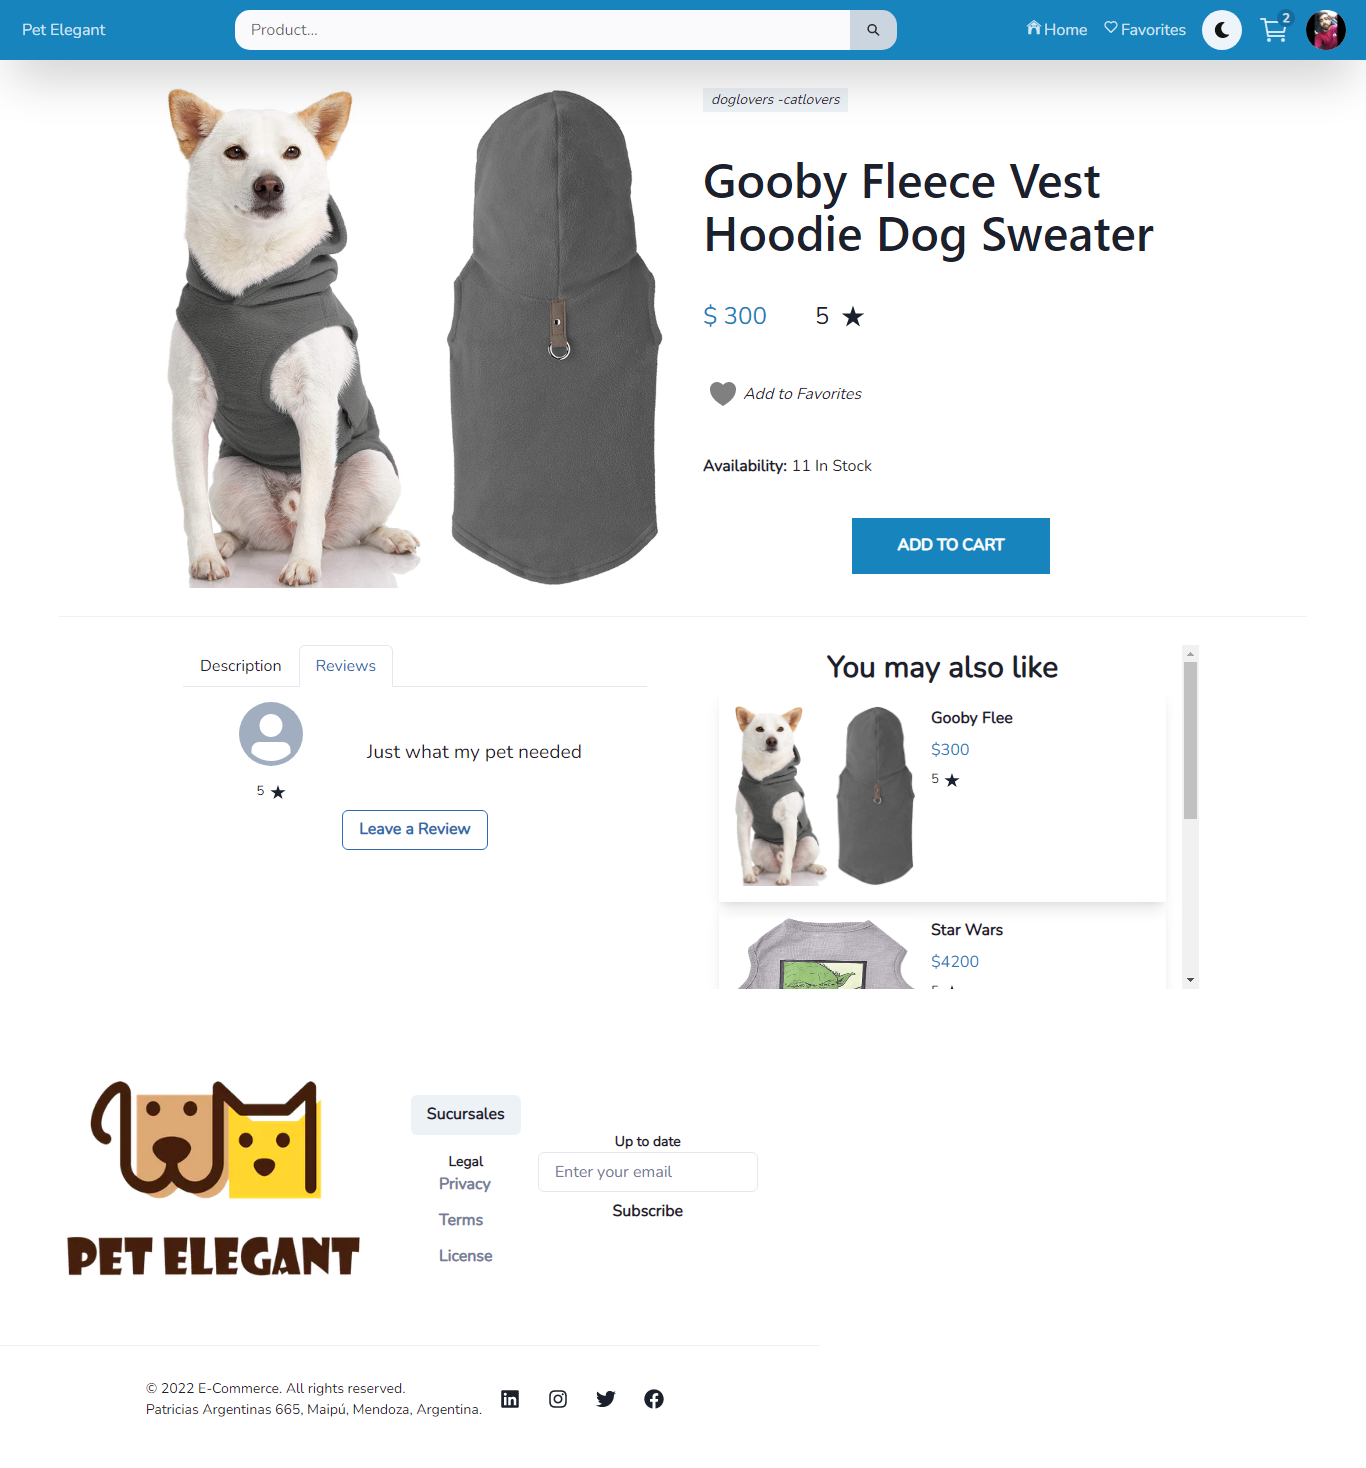 Pet Elegant
Product...
Home
Favorites
2
doglovers -catlovers
Gooby Fleece Vest
Hoodie Dog Sweater
$ 300
5
Add to Favorites
Availability: 11 In Stock
ADD TO CART
Description
Reviews
Just what my pet needed
5
Leave a Review
You may also like
Gooby Flee
$300
5
Star Wars
$4200
5
PET ELEGANT
Sucursales
Legal
Privacy
Terms
License
Up to date
Enter your email
Subscribe
© 2022 E-Commerce. All rights reserved.
Patricias Argentinas 665, Maipú, Mendoza, Argentina.